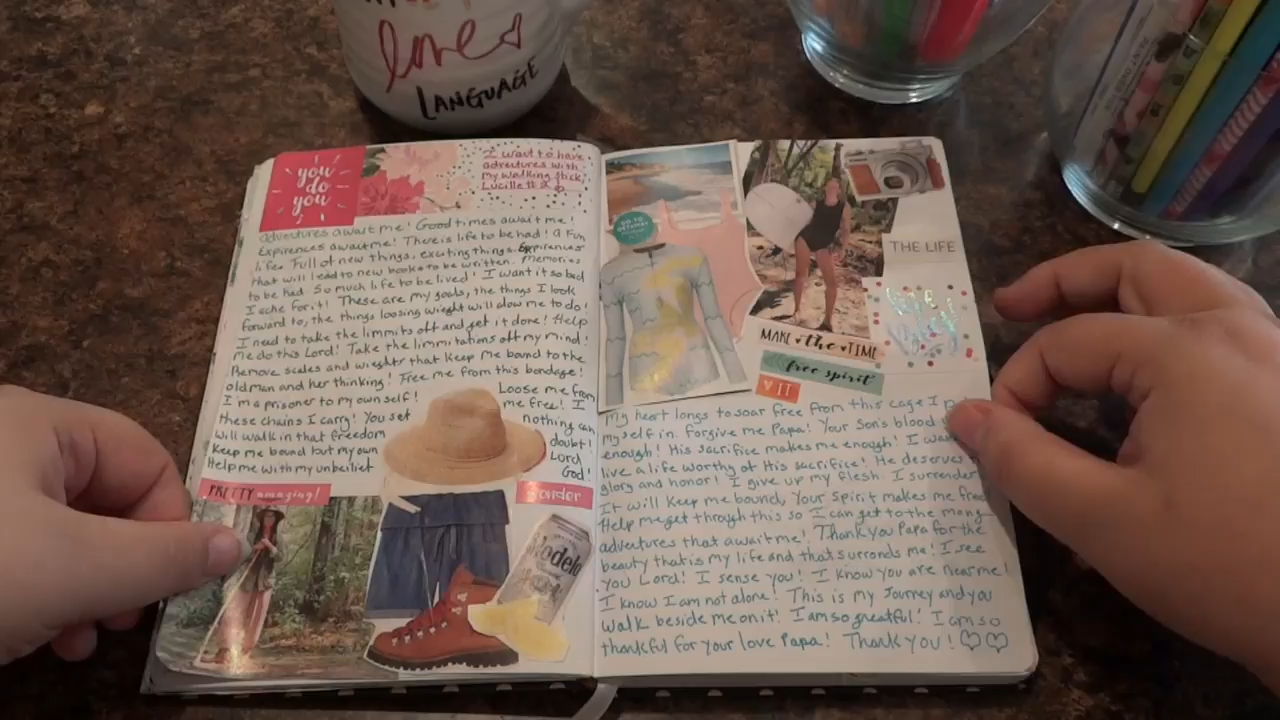 love
LANGUAGE
you
do
you
I want to have
adventures with
my walking stick,
Lucille
adventures await me! Good times await me!
Expirences await me! There is life to be had! a Fun
life. Full of new things, exciting things. Expirences
that will lead to new books to be written. Memories
to be had. So much life to be lived! I want it so bad
I ache for it! These are my goals, the things I look
forward to, the things loosing wieght will alow me to do!
I need to take the limmits off and get it done! Help
me do this Lord! Take the limmitations off my mind!
Remove scales and wieghts that keep me bound to the
old man and her thinking! Free me from this bondage!
I'm a prisoner to my own self! Loose me from
these chains I carry! You set me free! I
will walk in that freedom nothing can
Keep me bound but my own doubt!
Help me with my unbelief Lord
God!
PRETTY amazing!
wonder
Modelo
GO TO
GETAWAY
THE LIFE
MAKE the TIME
free spirit
IT
My heart longs to soar free from this cage I
myself in. Forgive me Papa! Your Son's blood
enough! His sacrifice makes me enough! I
live a life worthy of His sacrifice! He deserves
glory and honor! I give up my flesh. I surrender
It will keep me bound, Your Spirit makes me free
Help me get through this so I can get to the many
adventures that await me! Thank you Papa for the
beauty that is my life and that surronds me! I see
you Lord! I sense you! I know you are near me!
I know I am not alone! This is my Journey and you
walk beside me on it! I am so greatful! I am so
thankful for your love Papa! Thank you! ♡♡